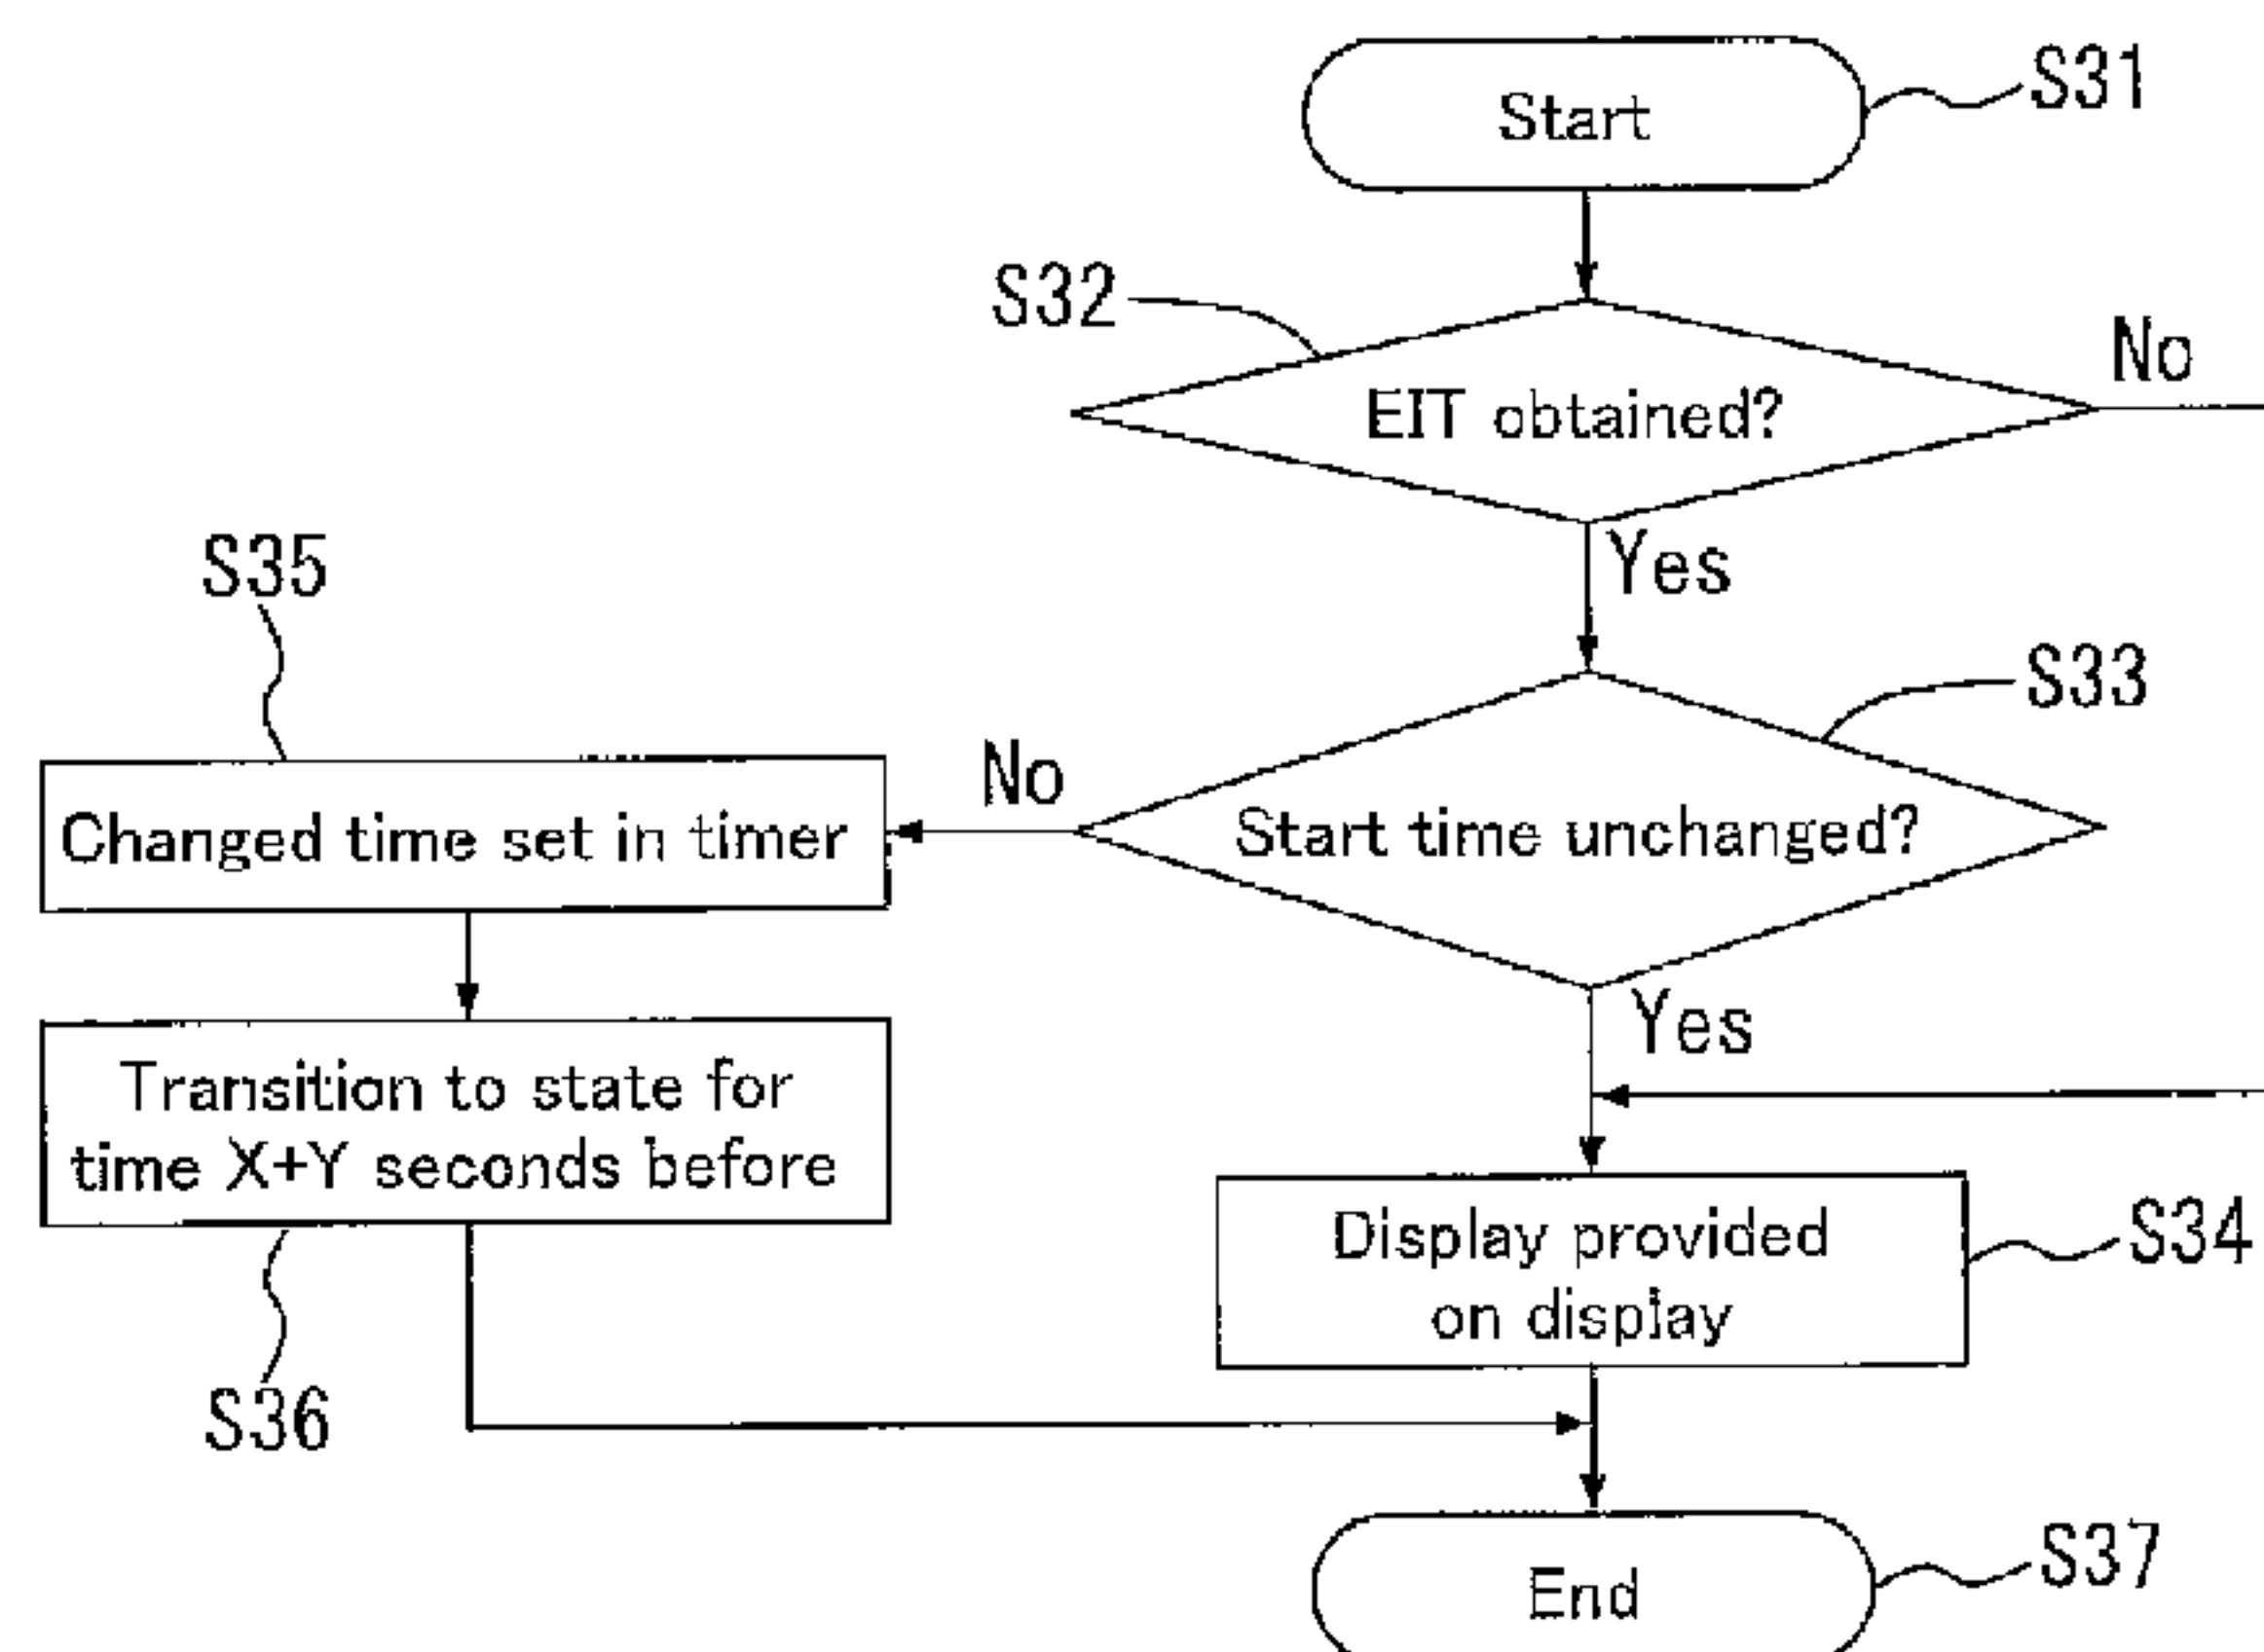 Start
S31
S32
No
EIT obtained?
Yes
S35
S33
No
Changed time set in timer
Start time unchanged?
Yes
Transition to state for
time X+Y seconds before
Display provided
on display
S34
S36
S37
End